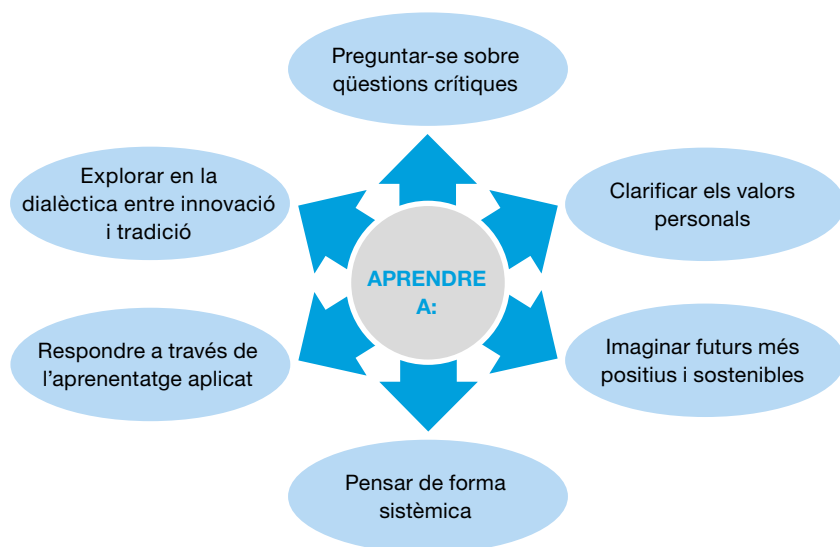 Preguntar-se sobre
qüestions crítiques
Explorar en la
dialèctica entre innovació
i tradició
Clarificar els valors
personals
APRENDRE
A:
Respondre a través de
l’aprenentatge aplicat
Imaginar futurs més
positius i sostenibles
Pensar de forma
sistèmica